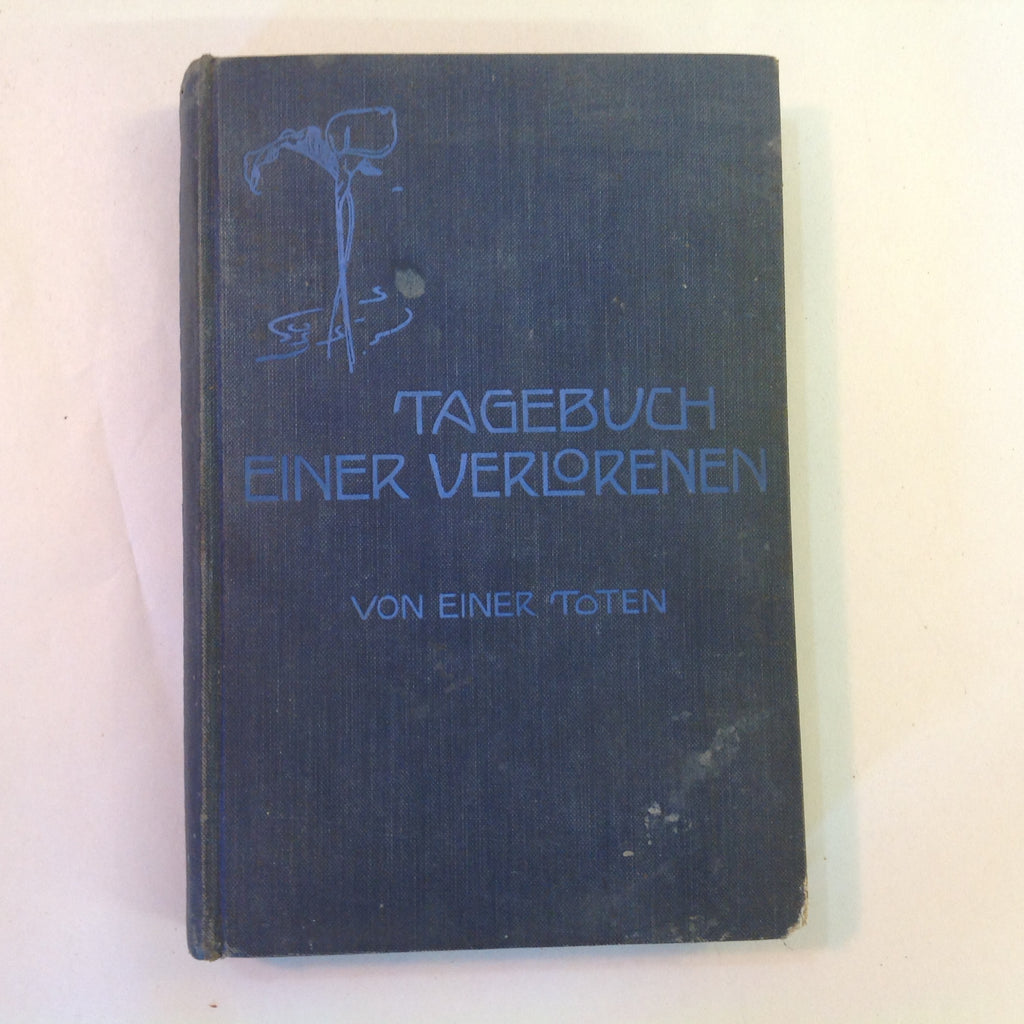 TAGEBUCH
EINER VERLORENEN
VON EINER TOTEN